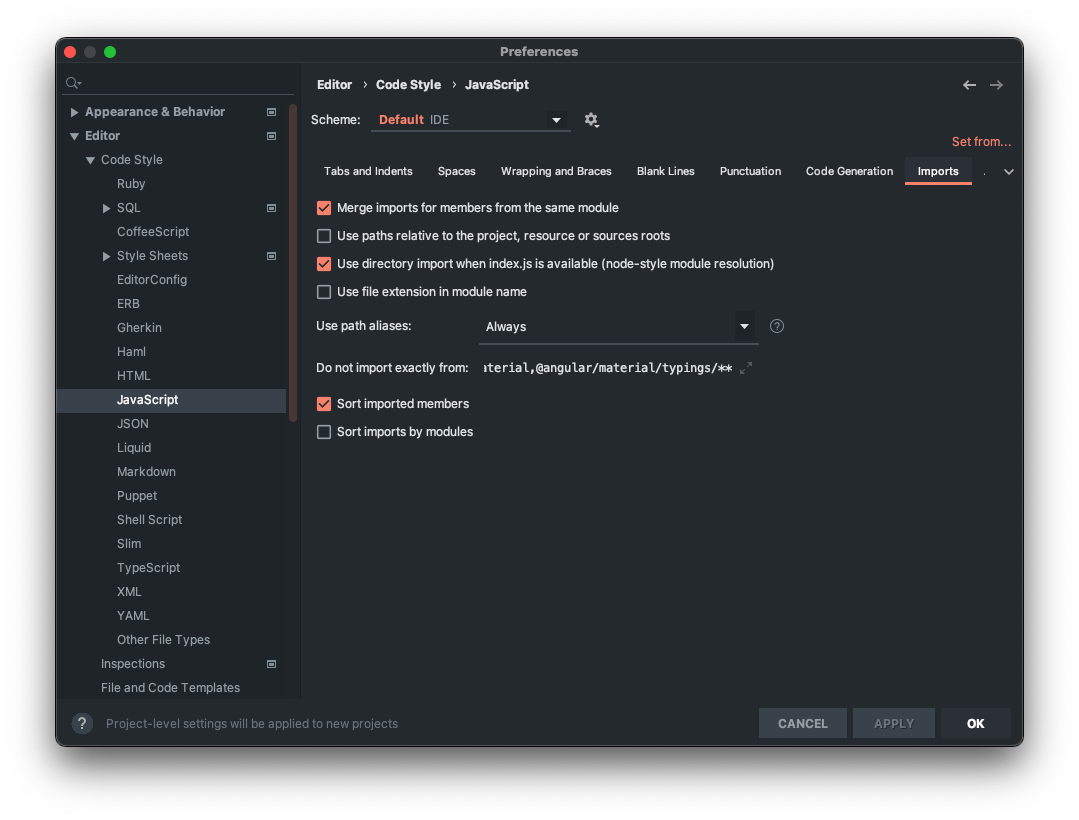 Preferences
Appearance & Behavior
Editor
Code Style
Ruby
SQL
CoffeeScript
Style Sheets
EditorConfig
ERB
Gherkin
Haml
HTML
JavaScript
JSON
Liquid
Markdown
Puppet
Shell Script
Slim
TypeScript
XML
YAML
Other File Types
Inspections
File and Code Templates
Editor › Code Style › JavaScript
Scheme: Default IDE
Set from...
Tabs and Indents Spaces Wrapping and Braces Blank Lines Punctuation Code Generation Imports
Merge imports for members from the same module
Use paths relative to the project, resource or sources roots
Use directory import when index.js is available (node-style module resolution)
Use file extension in module name
Use path aliases: Always ?
Do not import exactly from: terial,@angular/material/typings/**
Sort imported members
Sort imports by modules
? Project-level settings will be applied to new projects
CANCEL APPLY OK